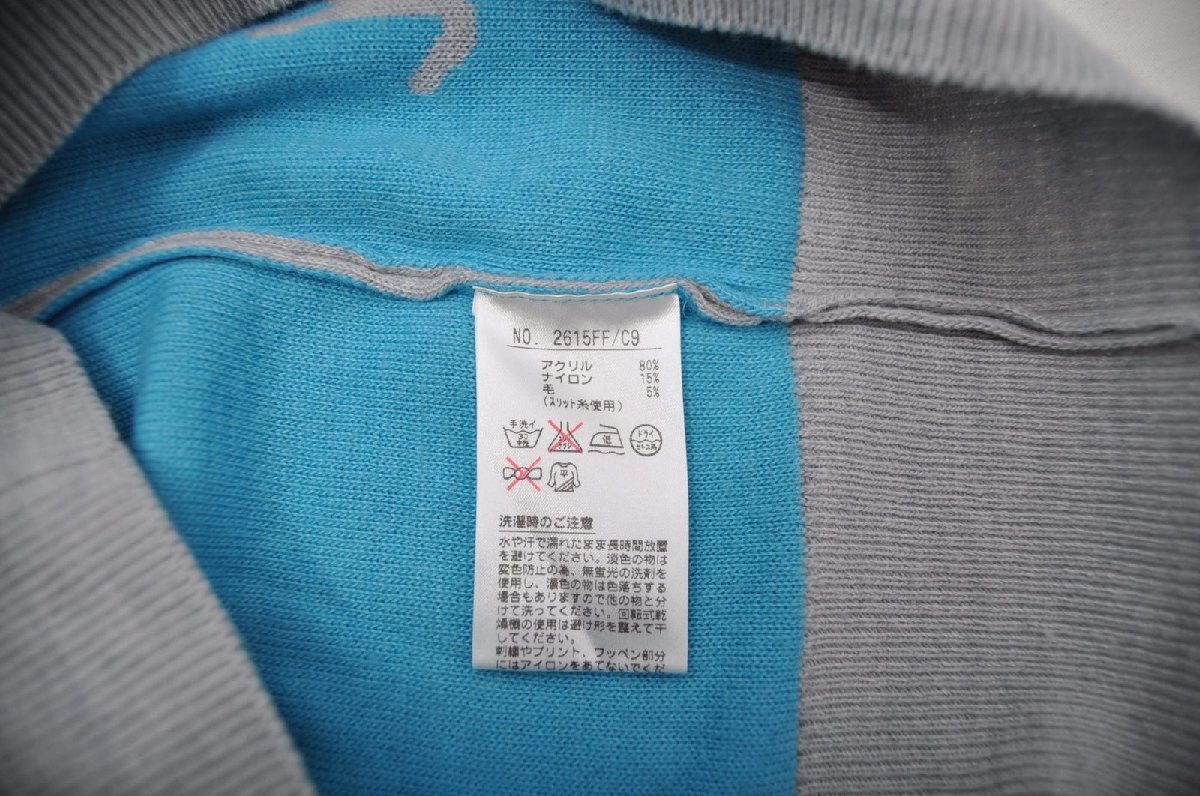 NO. 2615FF/C9
アクリル 80%
ナイロン 15%
毛 5%
(スリット糸使用)
手洗イ
低
ドライ
平
洗濯時のご注意
水や汗で濡れたまま長時間放置
を避けてください。淡色の物は
変色防止の為、無蛍光の洗剤を
使用し、濃色の物は色落ちする
場合もありますので他の物と分
けて洗ってください。回転式乾
燥機の使用は避け形を整えて干
してください。
刺繍やプリント、ワッペン部分
にはアイロンをあてないでくだ